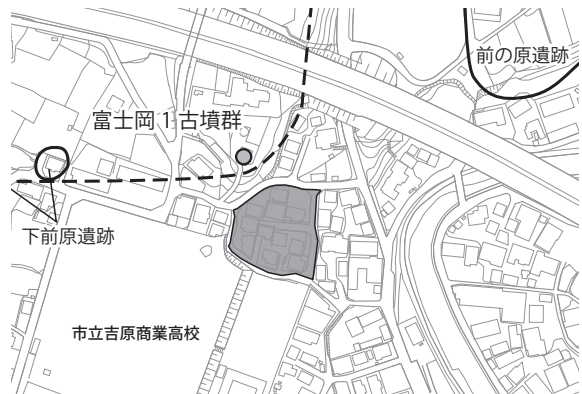 前の原遺跡
富士岡1古墳群
下前原遺跡
市立吉原商業高校